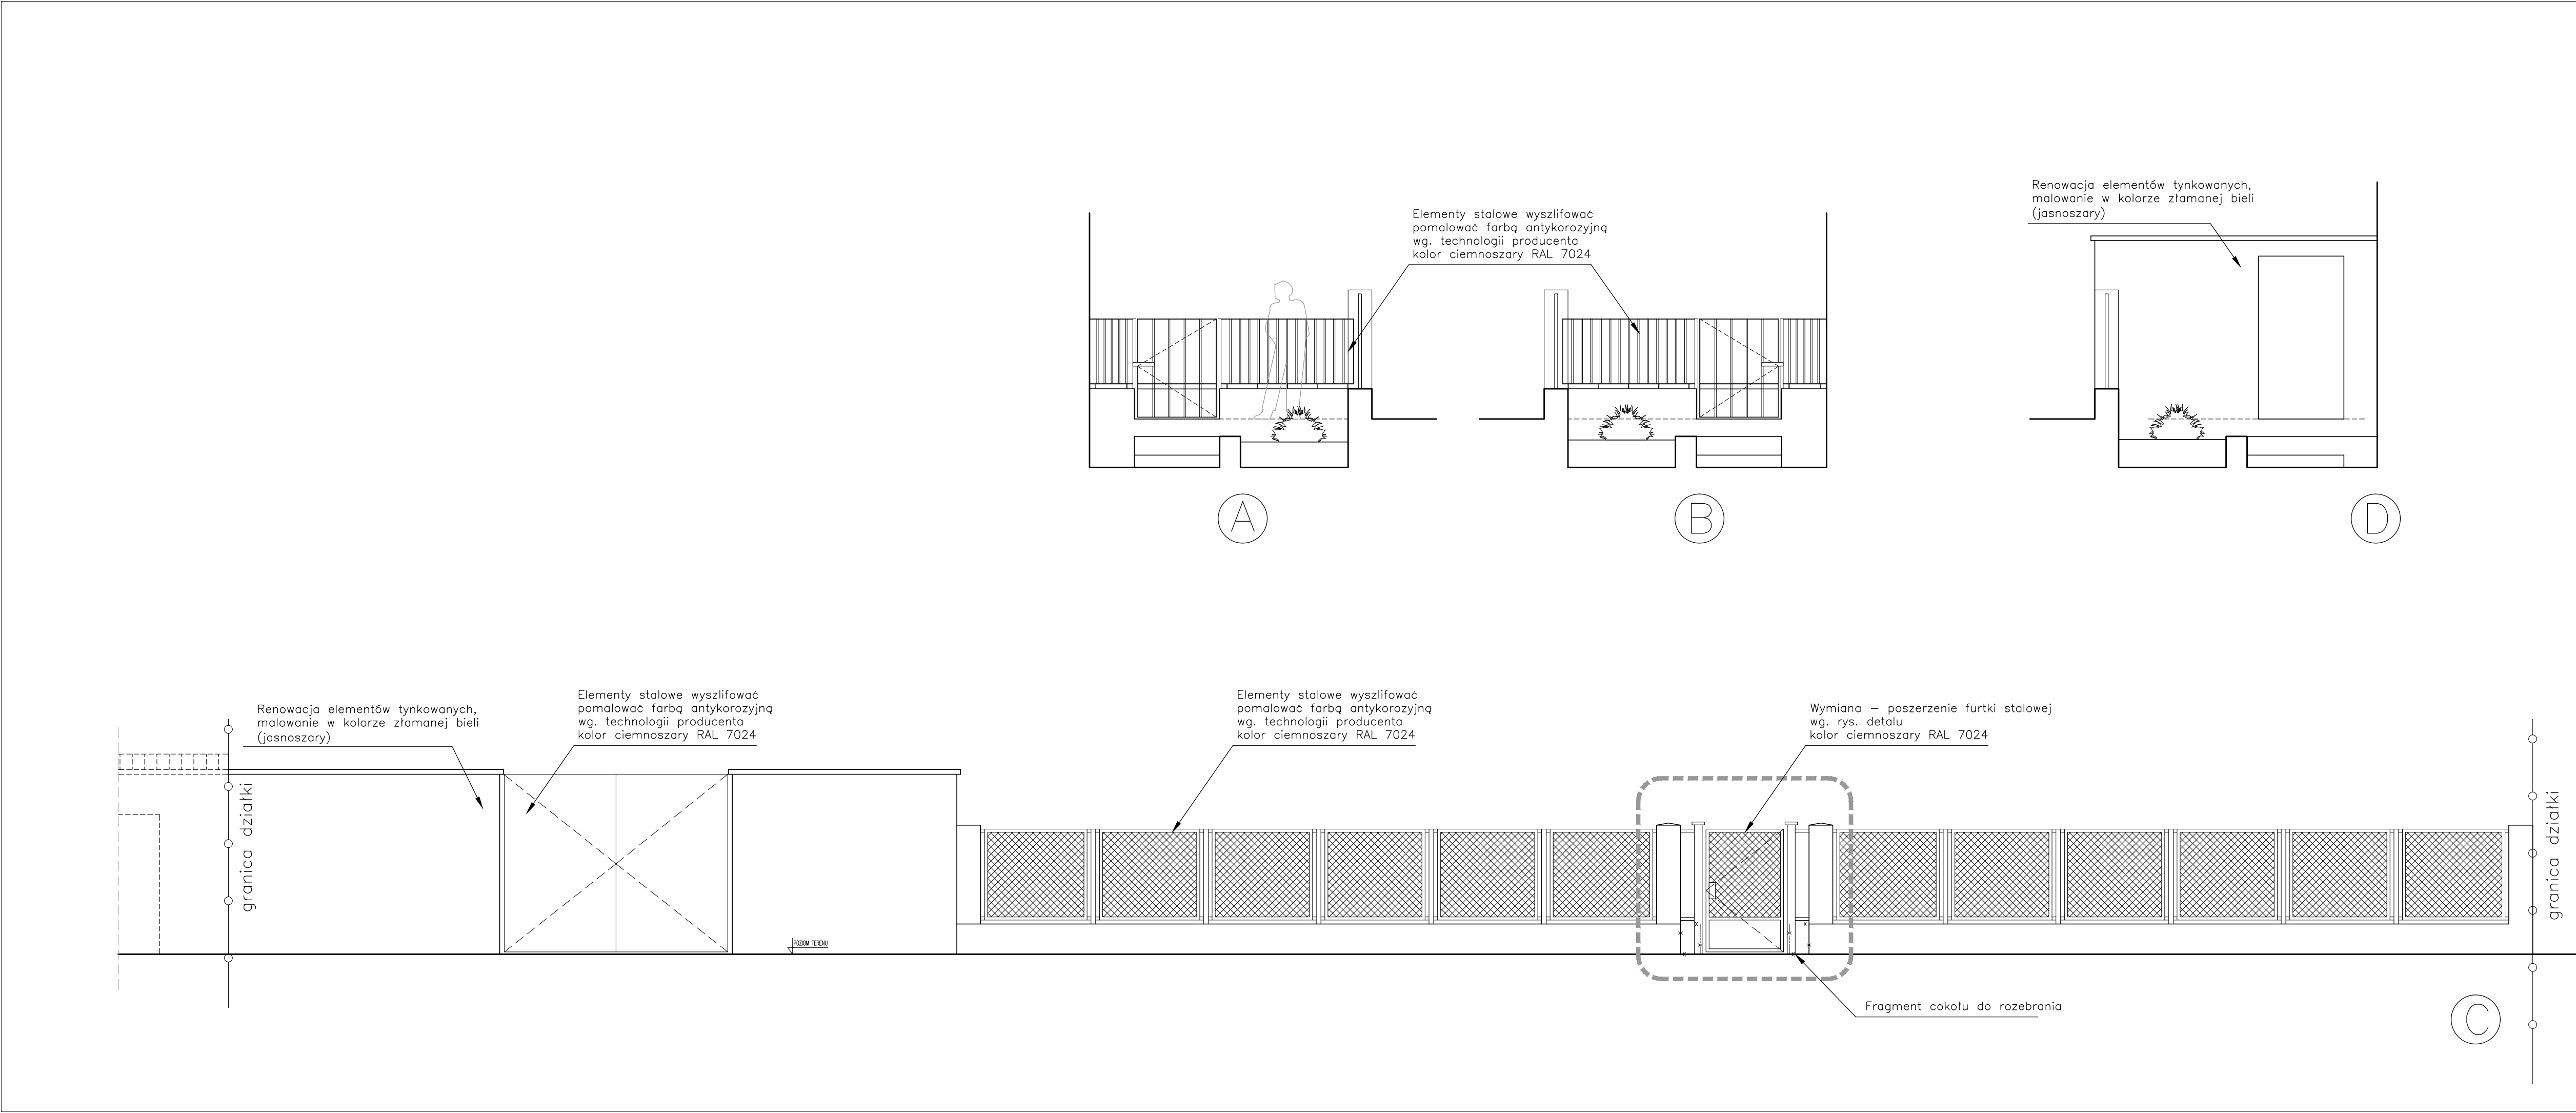 Renowacja elementów tynkowanych,
malowanie w kolorze złamanej bieli
(jasnoszary)
Elementy stalowe wyszlifować
pomalować farbą antykorozyjną
wg. technologii producenta
kolor ciemnoszary RAL 7024
A
B
D
Renowacja elementów tynkowanych,
malowanie w kolorze złamanej bieli
(jasnoszary)
Elementy stalowe wyszlifować
pomalować farbą antykorozyjną
wg. technologii producenta
kolor ciemnoszary RAL 7024
Elementy stalowe wyszlifować
pomalować farbą antykorozyjną
wg. technologii producenta
kolor ciemnoszary RAL 7024
Wymiana – poszerzenie furtki stalowej
wg. rys. detalu
kolor ciemnoszary RAL 7024
granica działki
granica działki
POZIOM TERENU
Fragment cokołu do rozebrania
C